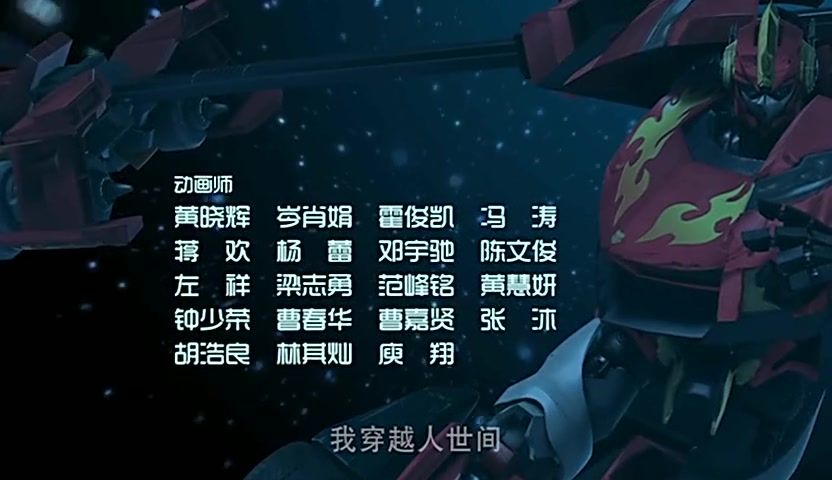 动画师
黄晓辉 岑肖娟 霍俊凯 冯 涛
蒋 欢 杨 蕾 邓宇驰 陈文俊
左 祥 梁志勇 范峰铭 黄慧妍
钟少荣 曹春华 曹嘉贤 张 沐
胡浩良 林其灿 庾 翔
我穿越人世间